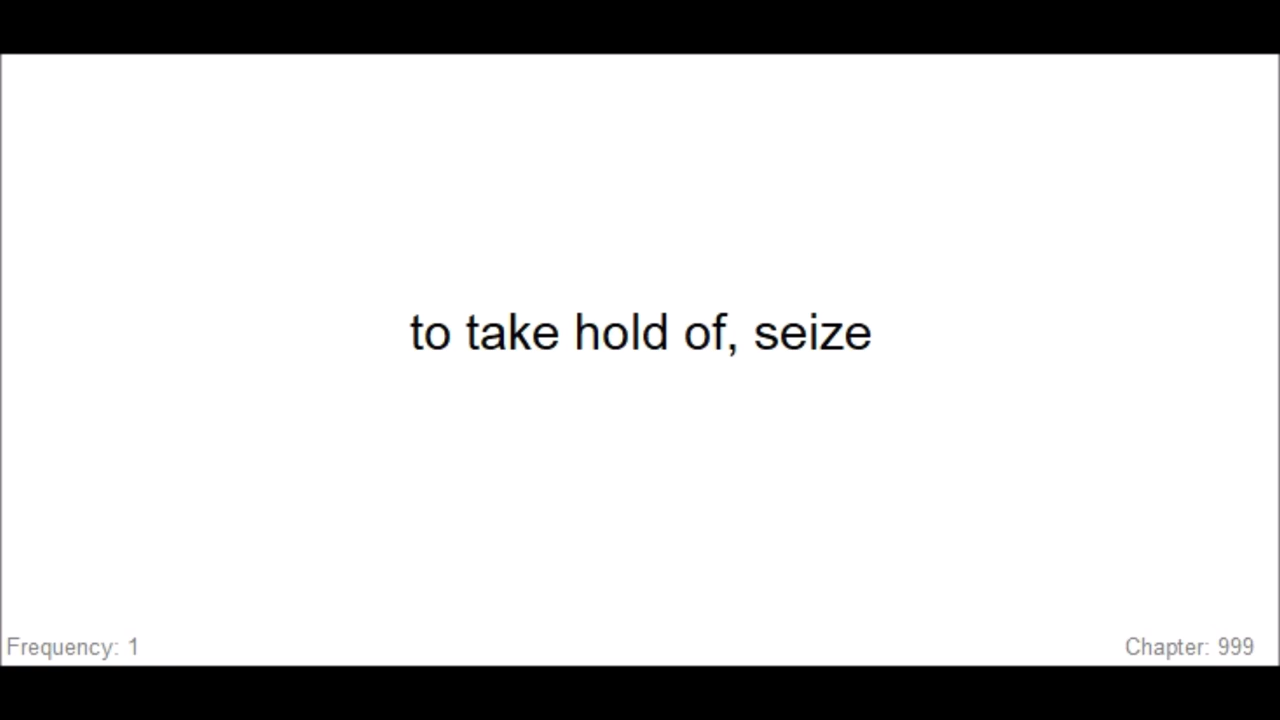 to take hold of, seize
Frequency: 1
Chapter: 999